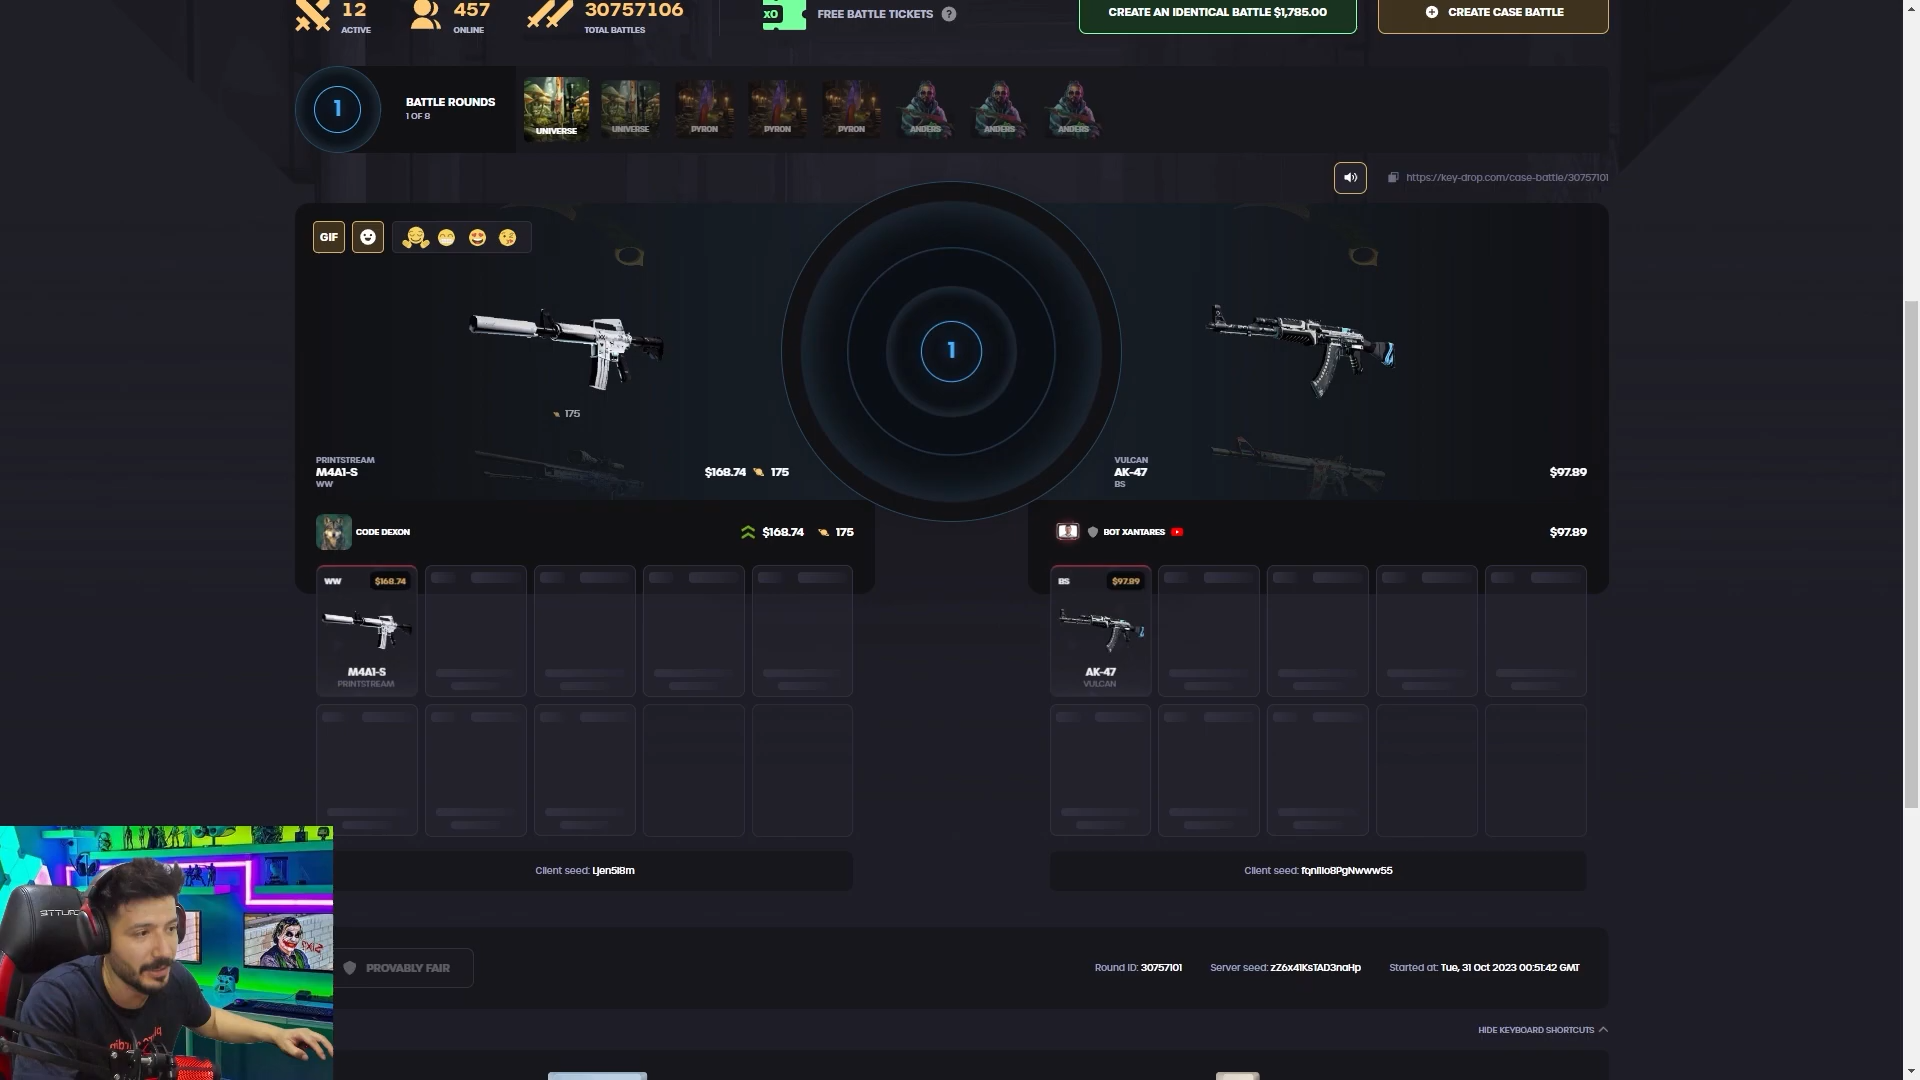 12
ACTIVE
457
ONLINE
30757106
TOTAL BATTLES
x0
FREE BATTLE TICKETS ?
CREATE AN IDENTICAL BATTLE $1,785.00
CREATE CASE BATTLE
1
BATTLE ROUNDS
1 OF 8
UNIVERSE
UNIVERSE
PYRON
PYRON
PYRON
ANDERS
ANDERS
ANDERS
https://key-drop.com/case-battle/30757101
GIF
1
175
PRINTSTREAM
M4A1-S
WW
$168.74 175
VULCAN
AK-47
BS
$97.89
CODE DEXON
$168.74 175
BOT XANTARES
$97.89
WW $168.74
M4A1-S
PRINTSTREAM
BS $97.89
AK-47
VULCAN
Client seed: Ljen5i8m
PROVABLY FAIR
Round ID: 30757101
Server seed: zZ6x41KsTAD3naHp
Started at: Tue, 31 Oct 2023 00:51:42 GMT
HIDE KEYBOARD SHORTCUTS